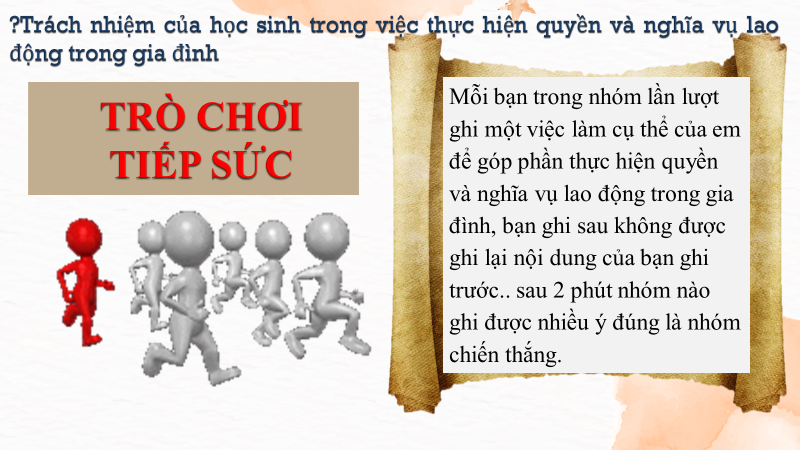 ?Trách nhiệm của học sinh trong việc thực hiện quyền và nghĩa vụ lao
động trong gia đình
TRÒ CHƠI
TIẾP SỨC
Mỗi bạn trong nhóm lần lượt
ghi một việc làm cụ thể của em
để góp phần thực hiện quyền
và nghĩa vụ lao động trong gia
đình, bạn ghi sau không được
ghi lại nội dung của bạn ghi
trước.. sau 2 phút nhóm nào
ghi được nhiều ý đúng là nhóm
chiến thắng.